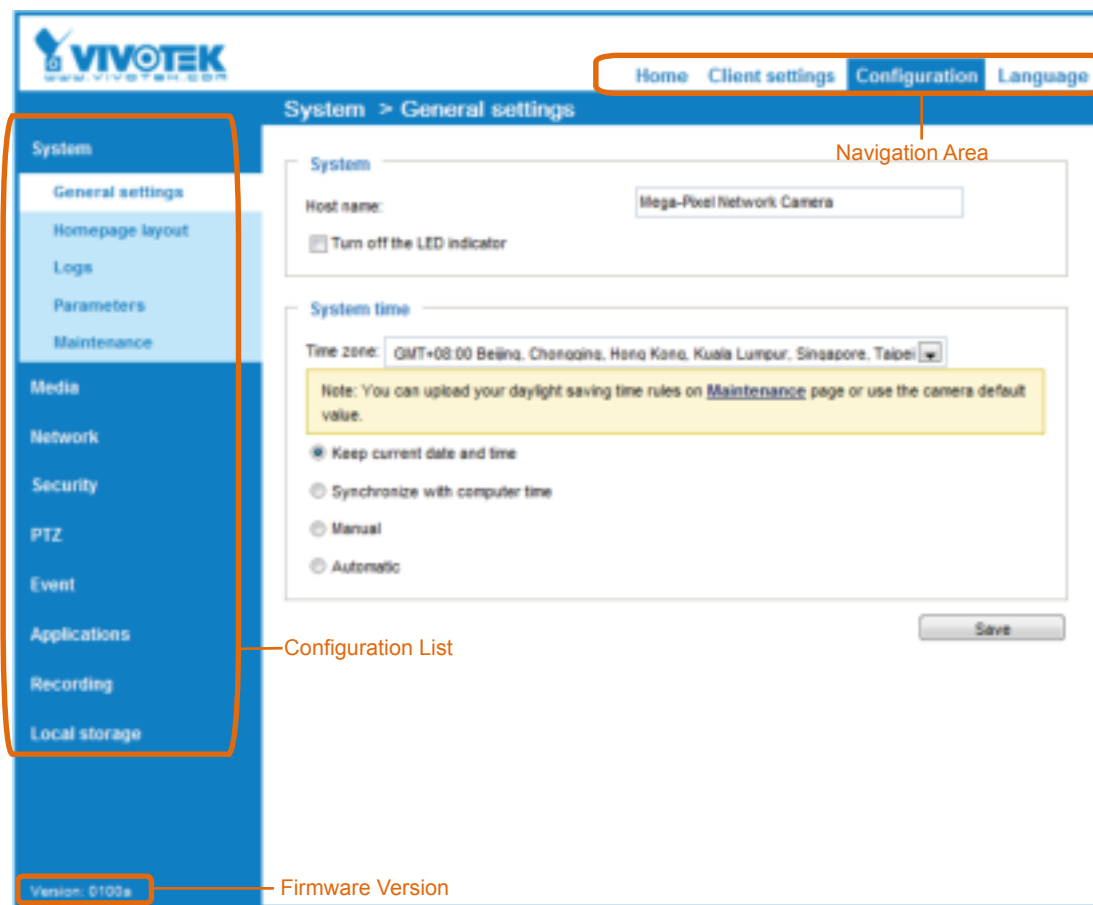 VIVOTEK
www.vivotek.com
Home Client settings Configuration Language
System > General settings
Navigation Area
System
General settings
Homepage layout
Logs
Parameters
Maintenance
Media
Network
Security
PTZ
Event
Applications
Recording
Local storage
Configuration List
Version: 0100a
Firmware Version
System
Host name: Mega-Pixel Network Camera
Turn off the LED indicator
System time
Time zone: GMT+08:00 Beijing, Chongqing, Hong Kong, Kuala Lumpur, Singapore, Taipei
Note: You can upload your daylight saving time rules on Maintenance page or use the camera default
value.
Keep current date and time
Synchronize with computer time
Manual
Automatic
Save